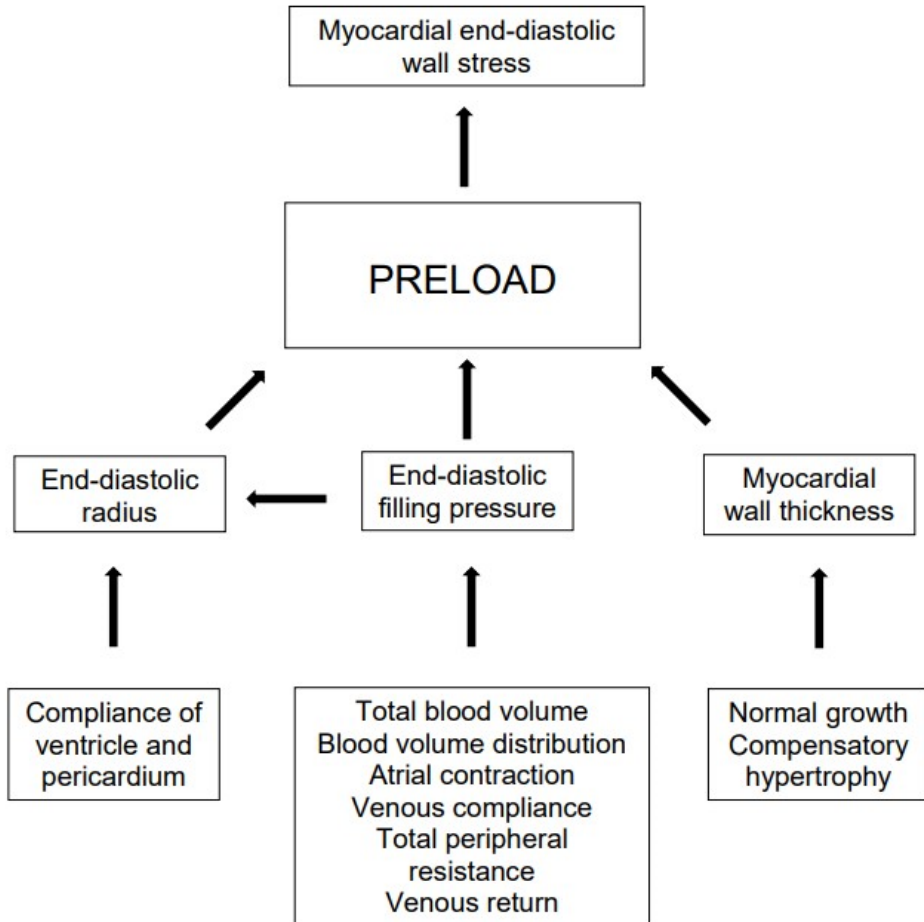 Myocardial end-diastolic
wall stress
PRELOAD
End-diastolic
radius
End-diastolic
filling pressure
Myocardial
wall thickness
Compliance of
ventricle and
pericardium
Total blood volume
Blood volume distribution
Atrial contraction
Venous compliance
Total peripheral
resistance
Venous return
Normal growth
Compensatory
hypertrophy